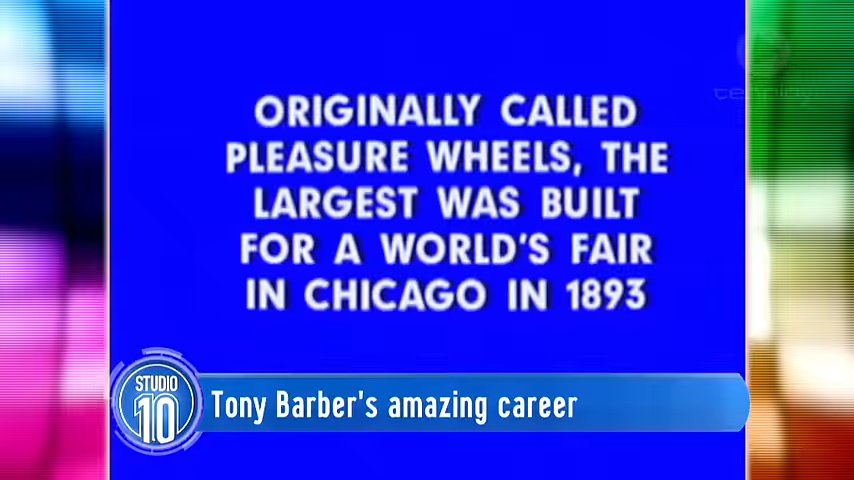 ORIGINALLY CALLED
PLEASURE WHEELS, THE
LARGEST WAS BUILT
FOR A WORLD'S FAIR
IN CHICAGO IN 1893
STUDIO
10
Tony Barber's amazing career
tenplay